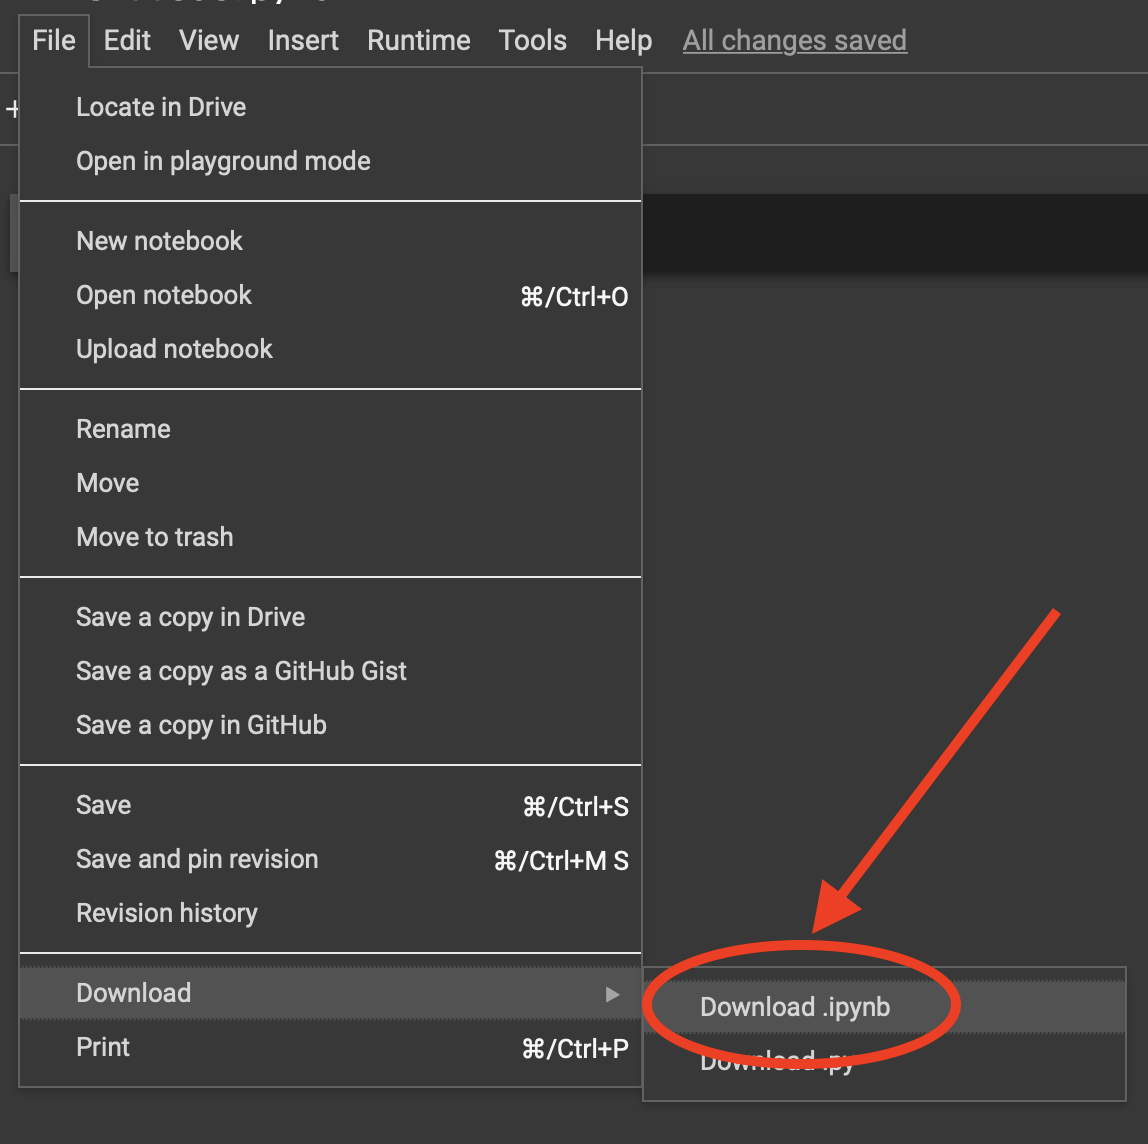 File Edit View Insert Runtime Tools Help All changes saved
+
Locate in Drive
Open in playground mode
New notebook
Open notebook ⌘/Ctrl+O
Upload notebook
Rename
Move
Move to trash
Save a copy in Drive
Save a copy as a GitHub Gist
Save a copy in GitHub
Save ⌘/Ctrl+S
Save and pin revision ⌘/Ctrl+M S
Revision history
Download ▶
Download .ipynb
Print ⌘/Ctrl+P
Download .py